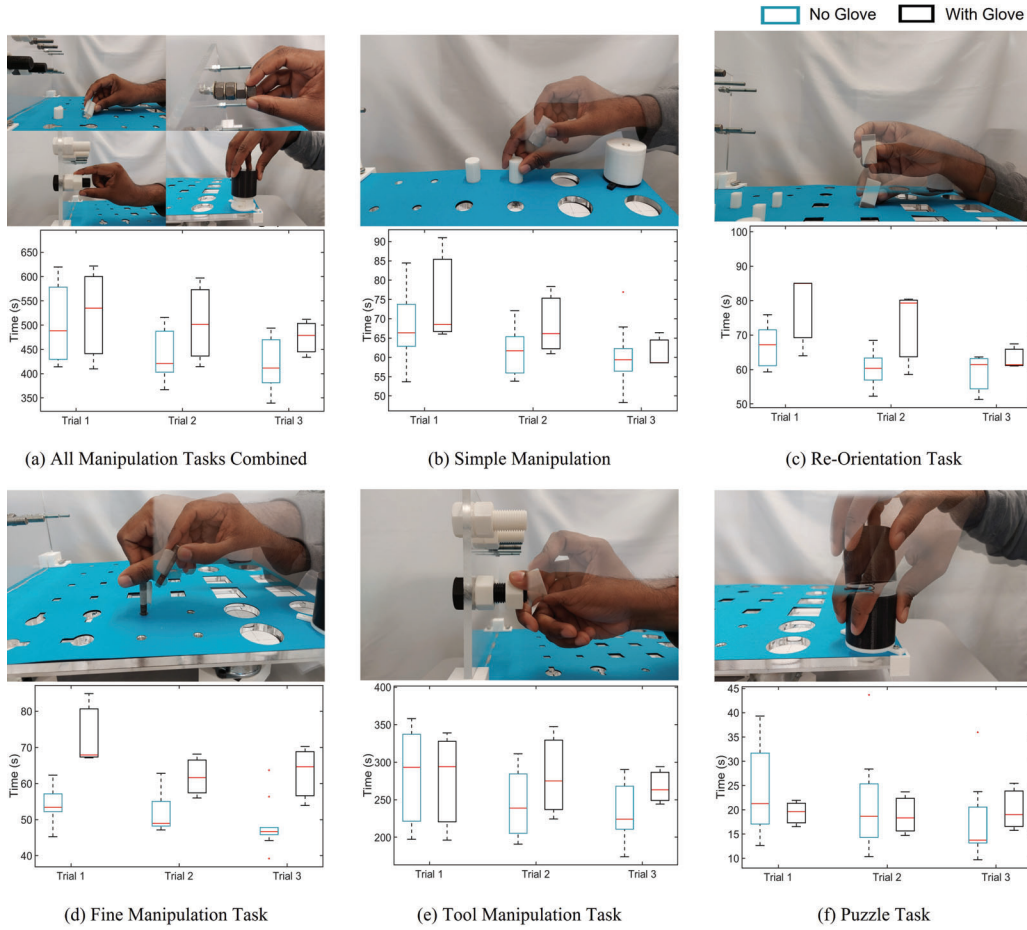 No Glove With Glove
650
600
550
500
450
400
350
Time (s)
Trial 1 Trial 2 Trial 3
(a) All Manipulation Tasks Combined
90
85
80
75
70
65
60
55
50
Time (s)
Trial 1 Trial 2 Trial 3
(b) Simple Manipulation
100
90
80
70
60
50
Time (s)
Trial 1 Trial 2 Trial 3
(c) Re-Orientation Task
80
70
60
50
40
Time (s)
Trial 1 Trial 2 Trial 3
(d) Fine Manipulation Task
400
350
300
250
200
Time (s)
Trial 1 Trial 2 Trial 3
(e) Tool Manipulation Task
45
40
35
30
25
20
15
10
Time (s)
Trial 1 Trial 2 Trial 3
(f) Puzzle Task